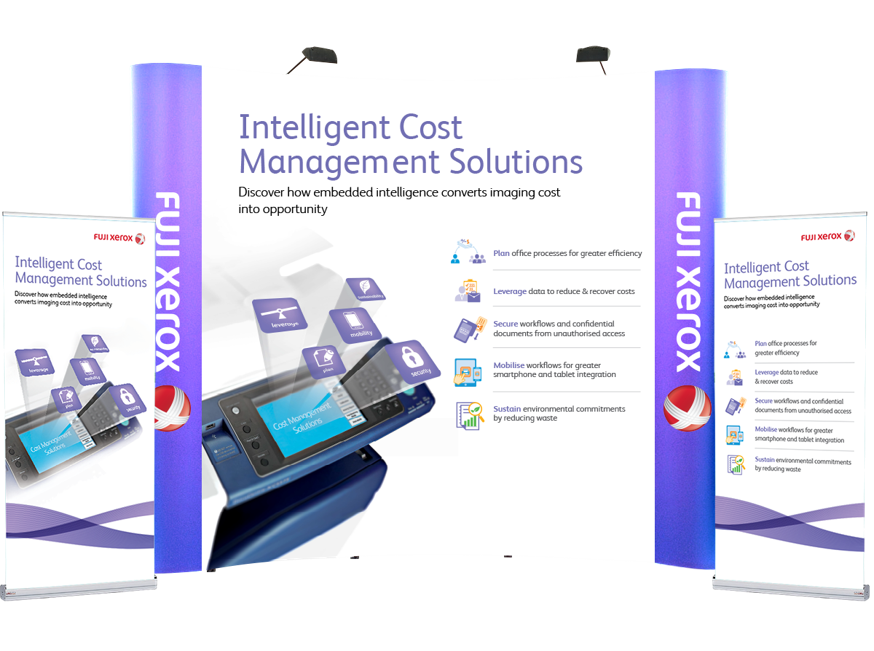 Intelligent Cost
Management Solutions
Discover how embedded intelligence converts imaging cost
into opportunity
Plan office processes for greater efficiency
Leverage data to reduce & recover costs
Secure workflows and confidential
documents from unauthorised access
Mobilise workflows for greater
smartphone and tablet integration
Sustain environmental commitments
by reducing waste
leverage
sustainability
mobility
plan
security
Cost Management
Solutions
FUJI xerox
FUJI xerox
FUJI xerox
Intelligent Cost
Management Solutions
Discover how embedded intelligence
converts imaging cost into opportunity
leverage
mobility
plan
security
Cost Management
Solutions
FUJI xerox
Intelligent Cost
Management Solutions
Discover how embedded intelligence
converts imaging cost into opportunity
Plan office processes for
greater efficiency
Leverage data to reduce
& recover costs
Secure workflows and confidential
documents from unauthorised access
Mobilise workflows for greater
smartphone and tablet integration
Sustain environmental commitments
by reducing waste